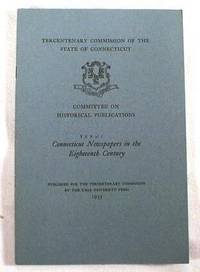 TERCENTENARY COMMISSION OF THE
STATE OF CONNECTICUT
COMMITTEE ON
HISTORICAL PUBLICATIONS
Connecticut Newspapers in the
Eighteenth Century
PUBLISHED FOR THE TERCENTENARY COMMISSION
BY THE YALE UNIVERSITY PRESS
1935